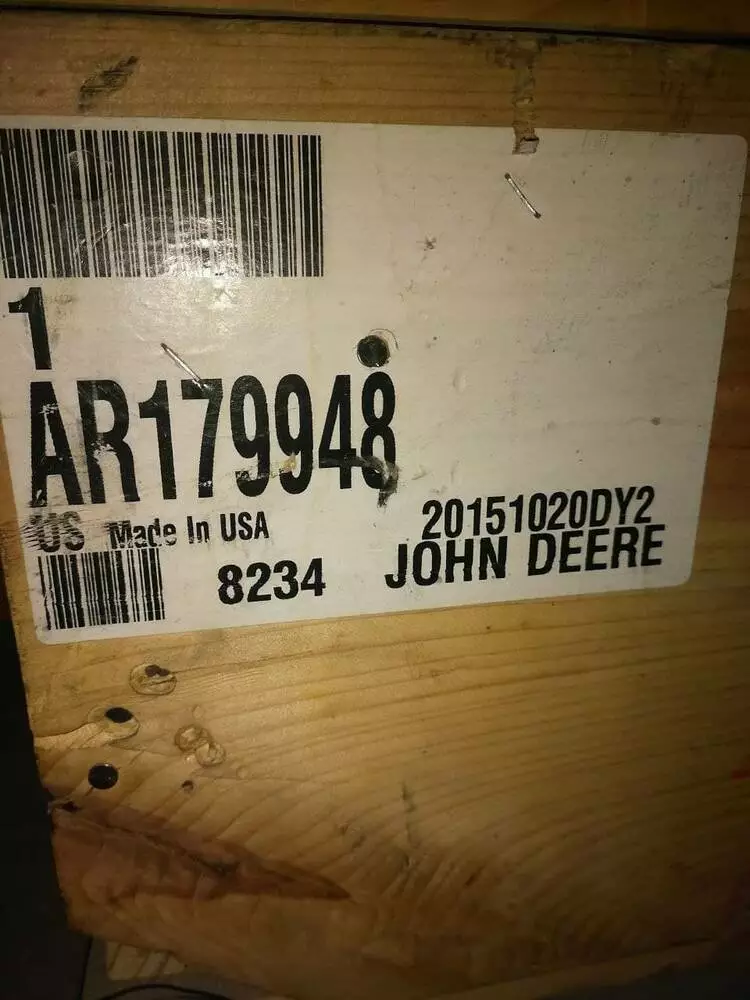 1
AR179948
US Made In USA
20151020DY2
8234
JOHN DEERE